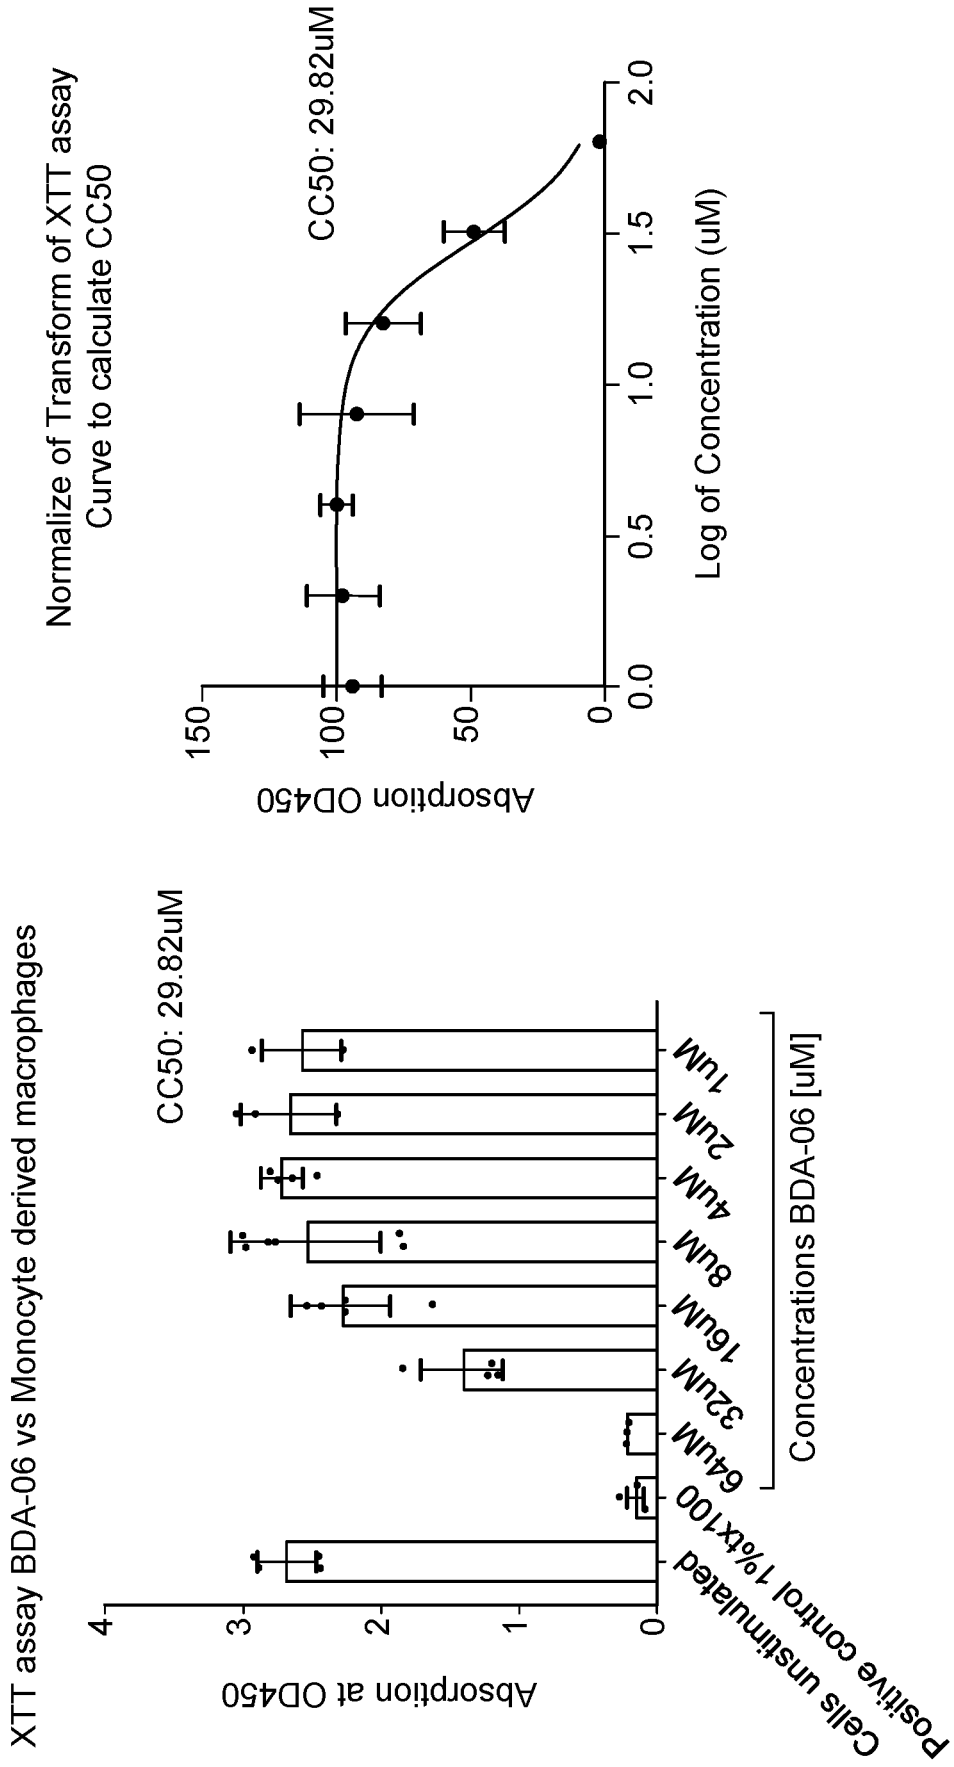 XTT assay BDA-06 vs Monocyte derived macrophages
CC50: 29.82uM
Absorption at OD450
4
3
2
1
0
Cells unstimulated
Positive control 1%tx100
64uM
32uM
16uM
8uM
4uM
2uM
1uM
Concentrations BDA-06 [uM]
Normalize of Transform of XTT assay
Curve to calculate CC50
CC50: 29.82uM
Absorption OD450
150
100
50
0
0.0
0.5
1.0
1.5
2.0
Log of Concentration (uM)